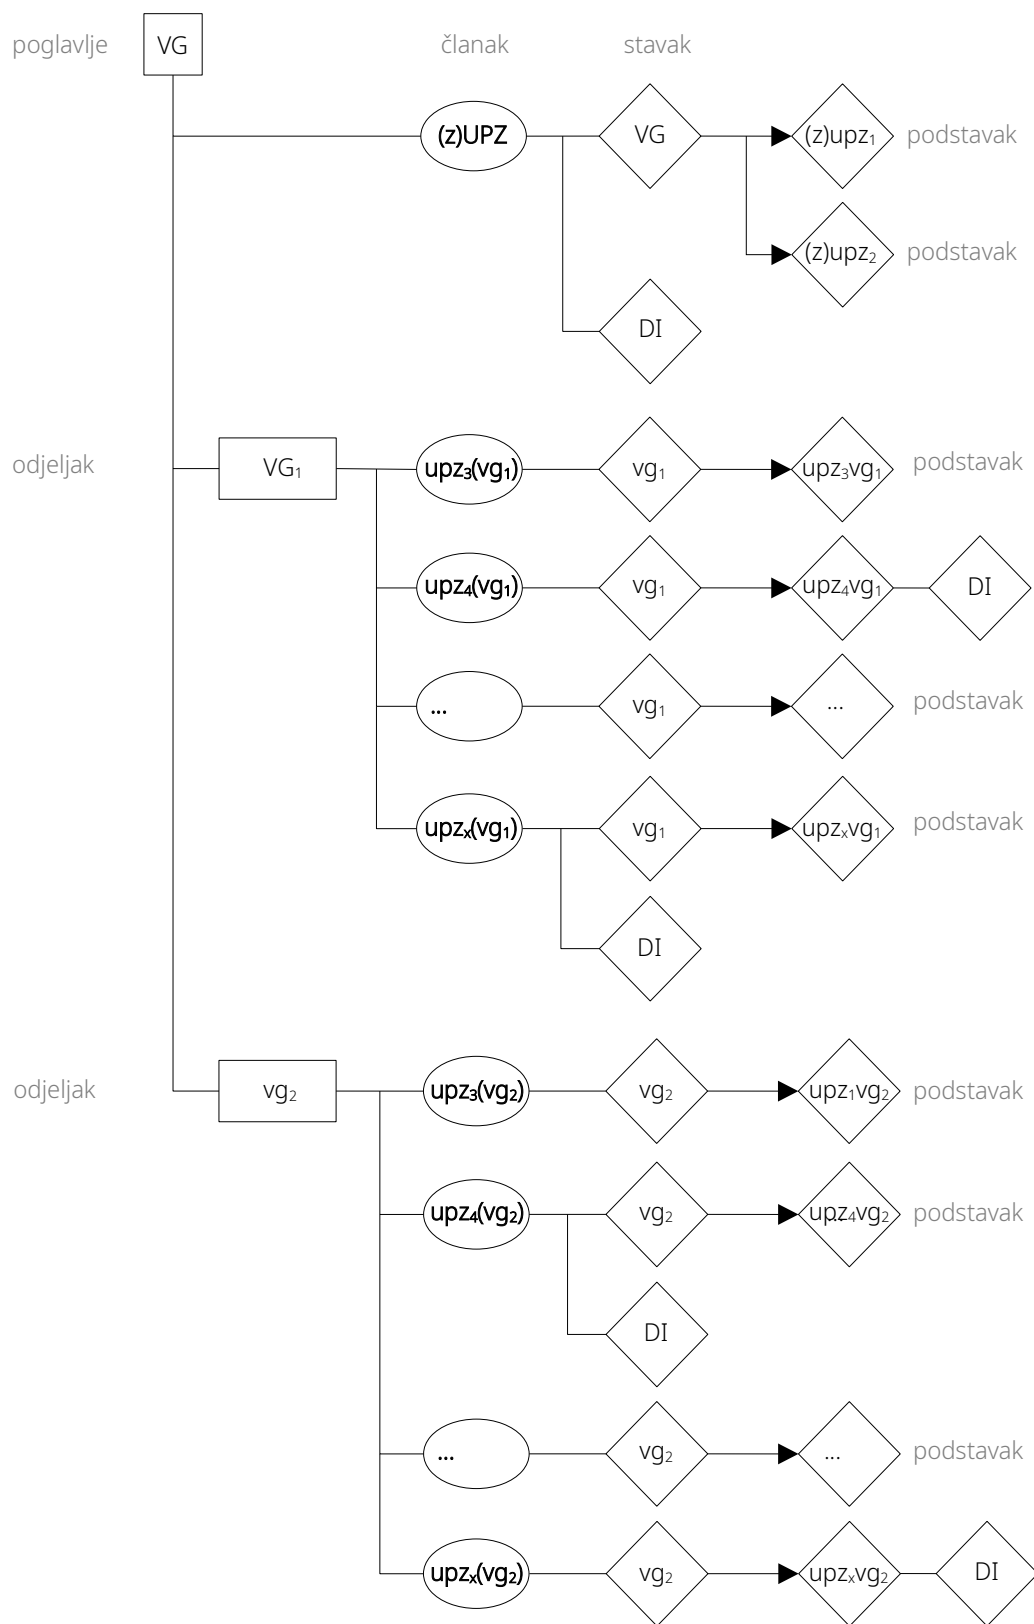 poglavlje VG članak stavak
(z)UPZ VG (z)upz₁ podstavak
(z)upz₂ podstavak
DI
odjeljak VG₁ upz₃(vg₁) vg₁ upz₃vg₁ podstavak
upz₄(vg₁) vg₁ upz₄vg₁ DI
... vg₁ ... podstavak
upzₓ(vg₁) vg₁ upzₓvg₁ podstavak
DI
odjeljak vg₂ upz₃(vg₂) vg₂ upz₁vg₂ podstavak
upz₄(vg₂) vg₂ upz₄vg₂ ... podstavak
DI
... vg₂ ... podstavak
upzₓ(vg₂) vg₂ upzₓvg₂ DI